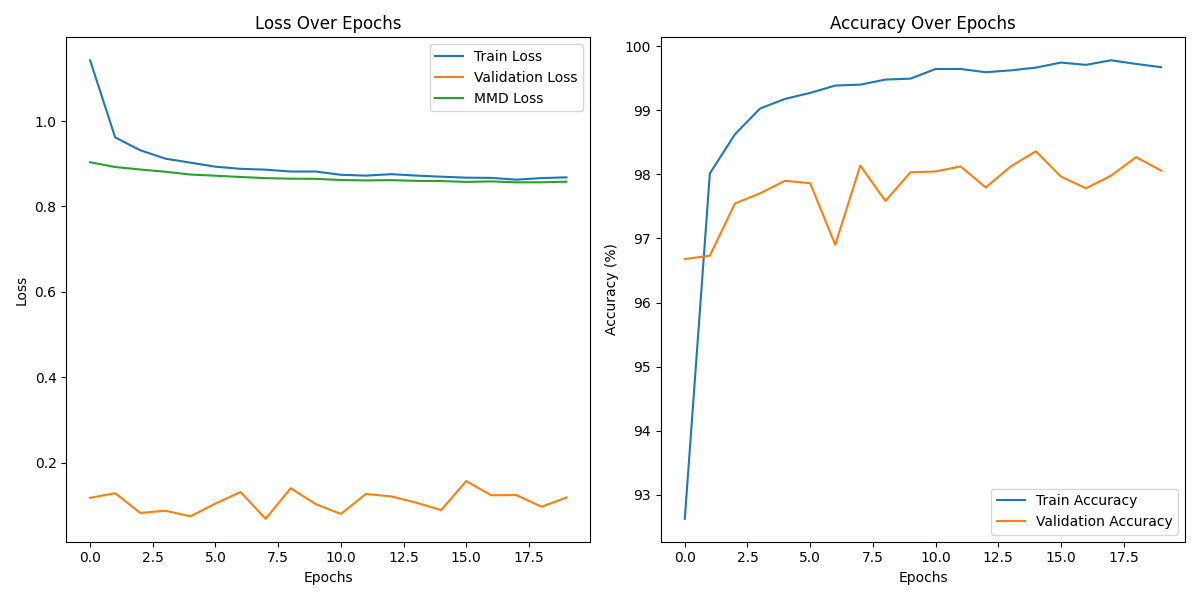 Loss Over Epochs
Train Loss
Validation Loss
MMD Loss
1.0
0.8
0.6
0.4
0.2
Loss
0.0 2.5 5.0 7.5 10.0 12.5 15.0 17.5
Epochs
Accuracy Over Epochs
100
99
98
97
96
95
94
93
Accuracy (%)
Train Accuracy
Validation Accuracy
0.0 2.5 5.0 7.5 10.0 12.5 15.0 17.5
Epochs